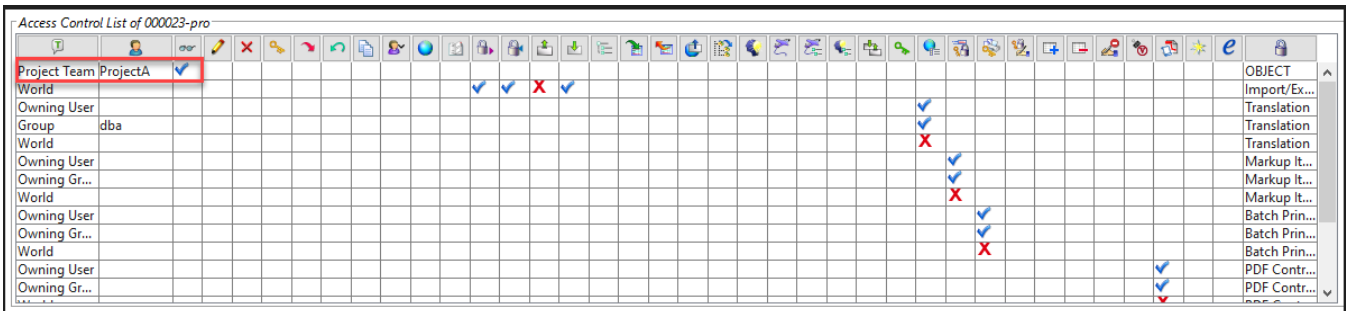 Access Control List of 000023-pro
Project Team ProjectA OBJECT
World X Import/Ex...
Owning User Translation
Group dba Translation
World X Translation
Owning User Markup It...
Owning Gr... Markup It...
World X Markup It...
Owning User Batch Prin...
Owning Gr... Batch Prin...
World X Batch Prin...
Owning User PDF Contr...
Owning Gr... PDF Contr...